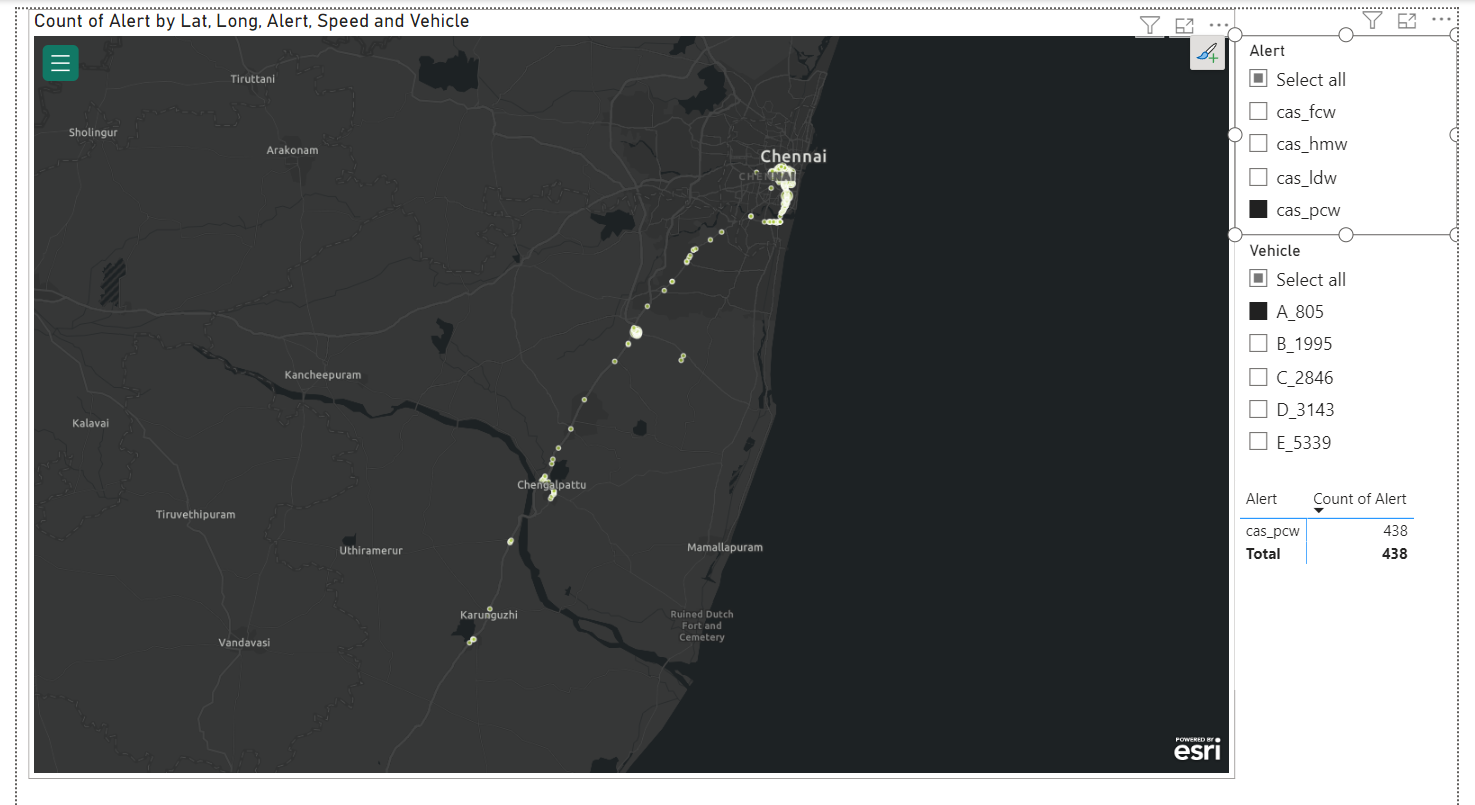 Count of Alert by Lat, Long, Alert, Speed and Vehicle
Tiruttani
Sholingur
Arakonam
Chennai
CHENNAI
Kancheepuram
Kalavai
Chengalpattu
Tiruvethipuram
Uthiramerur
Mamallapuram
Karunguzhi
Ruined Dutch
Fort and
Cemetery
Vandavasi
POWERED BY
esri
Alert
Select all
cas_fcw
cas_hmw
cas_ldw
cas_pcw
Vehicle
Select all
A_805
B_1995
C_2846
D_3143
E_5339
Alert Count of Alert
cas_pcw 438
Total 438